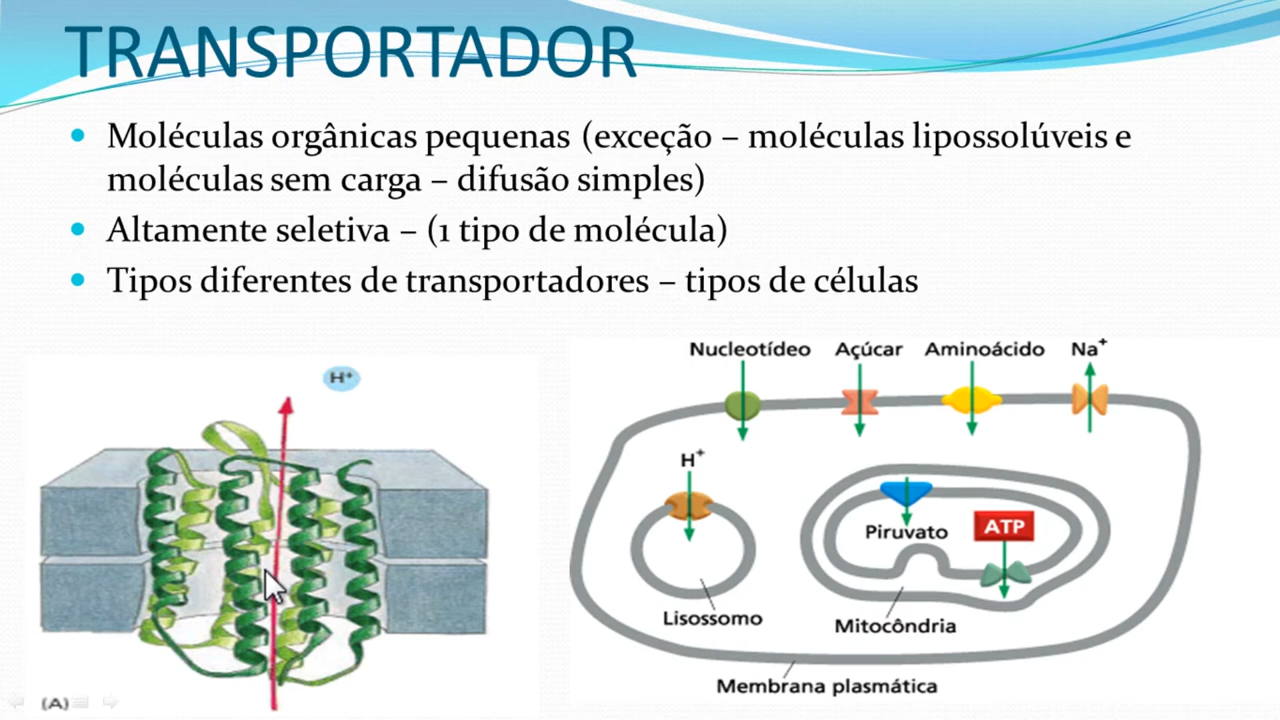 TRANSPORTADOR
Moléculas orgânicas pequenas (exceção – moléculas lipossolúveis e
moléculas sem carga – difusão simples)
Altamente seletiva – (1 tipo de molécula)
Tipos diferentes de transportadores – tipos de células
H⁺
(A)
Nucleotídeo Açúcar Aminoácido Na⁺
H⁺
Piruvato ATP
Lisossomo
Mitocôndria
Membrana plasmática